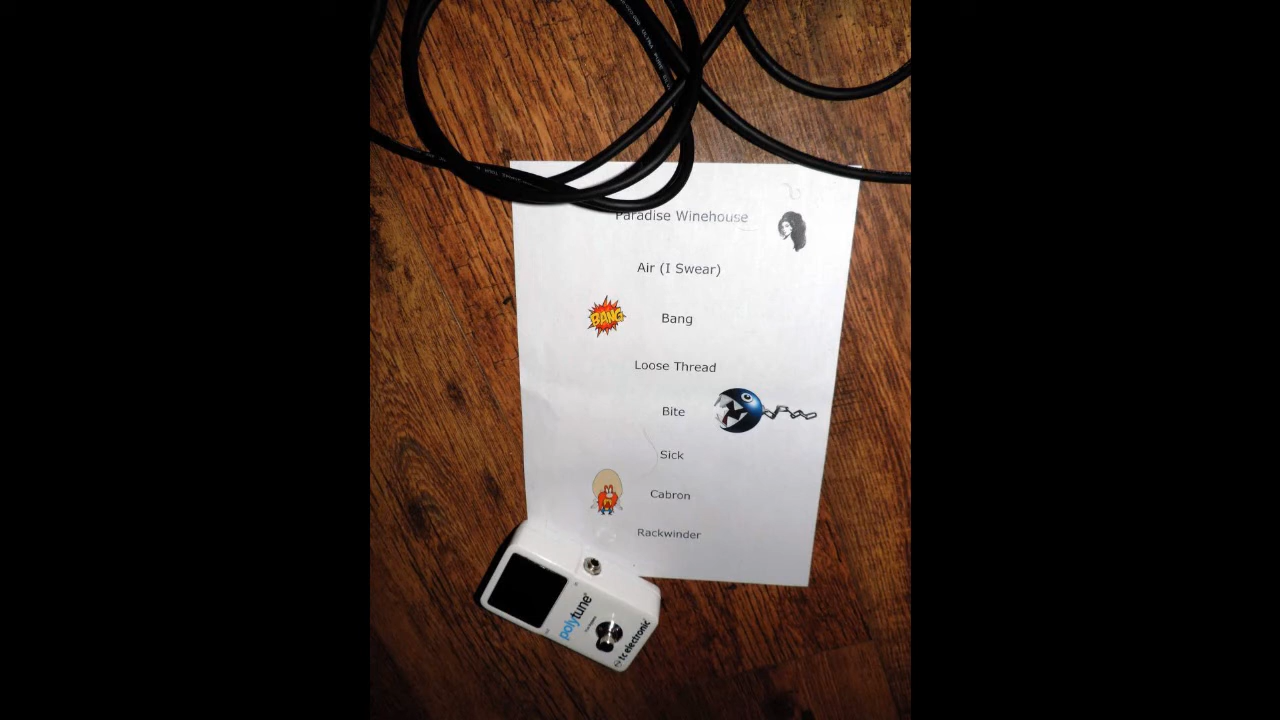 Paradise Winehouse
Air (I Swear)
BANG
Bang
Loose Thread
Bite
Sick
Cabron
Rackwinder
polytune
tc electronic